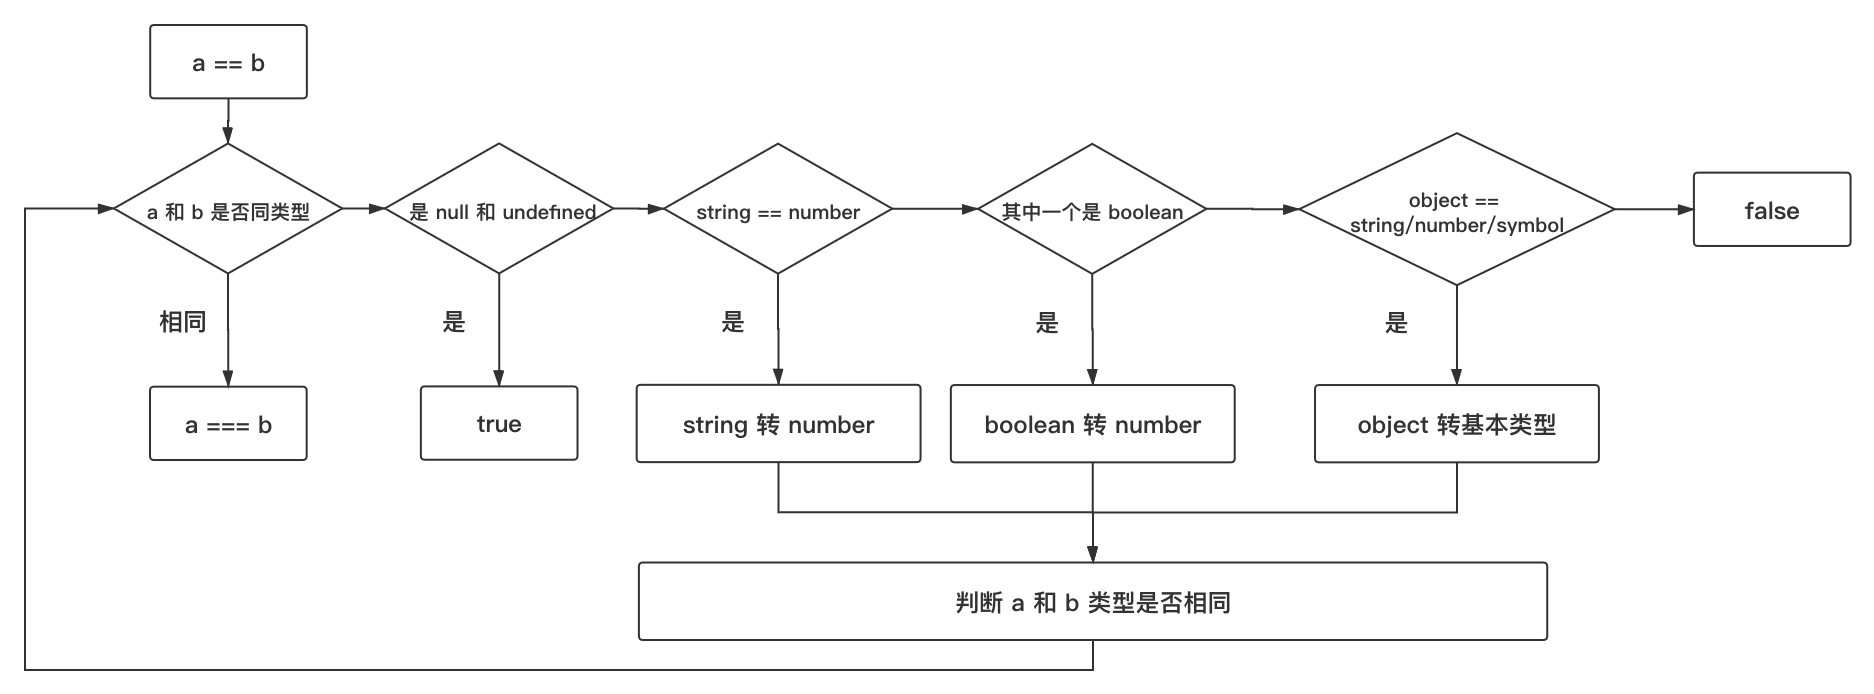 a == b
a 和 b 是否同类型
是 null 和 undefined
string == number
其中一个是 boolean
object ==
string/number/symbol
false
相同
是
是
是
是
a === b
true
string 转 number
boolean 转 number
object 转基本类型
判断 a 和 b 类型是否相同